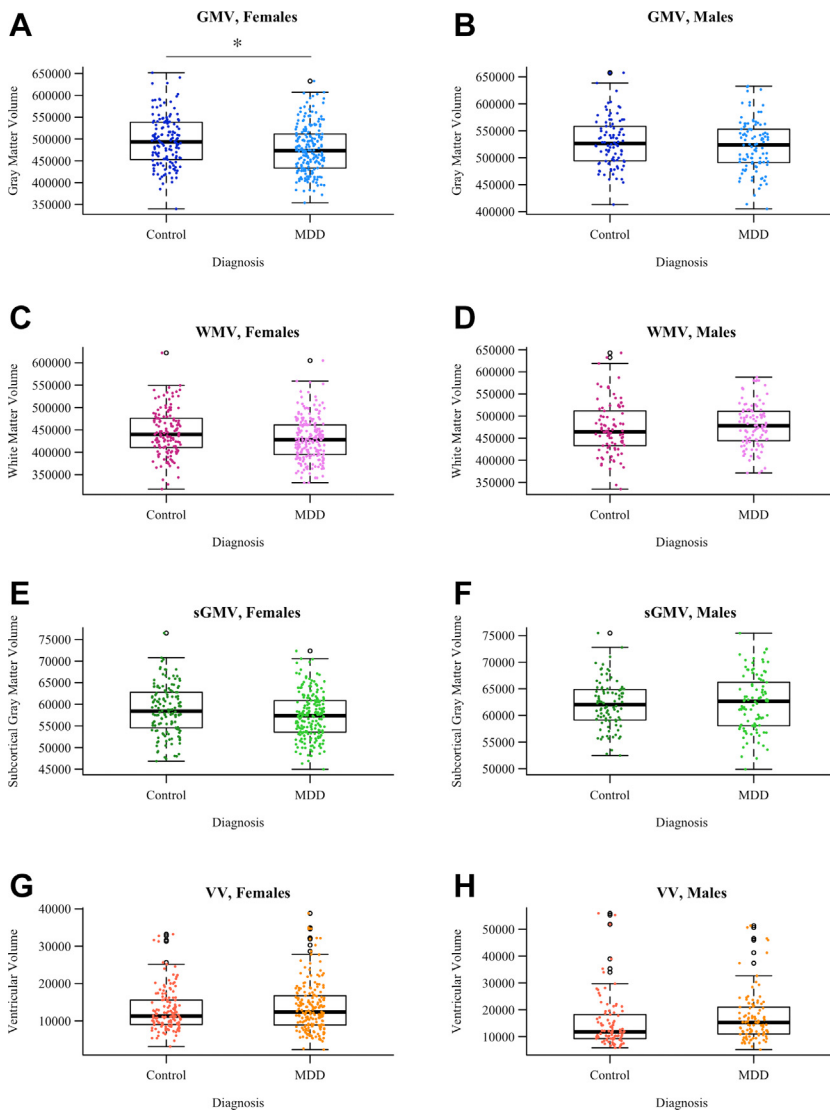 A
GMV, Females
*
Gray Matter Volume
650000
600000
550000
500000
450000
400000
350000
Control
MDD
Diagnosis
B
GMV, Males
Gray Matter Volume
650000
600000
550000
500000
450000
400000
Control
MDD
Diagnosis
C
WMV, Females
White Matter Volume
600000
550000
500000
450000
400000
350000
Control
MDD
Diagnosis
D
WMV, Males
White Matter Volume
650000
600000
550000
500000
450000
400000
350000
Control
MDD
Diagnosis
E
sGMV, Females
Subcortical Gray Matter Volume
75000
70000
65000
60000
55000
50000
45000
Control
MDD
Diagnosis
F
sGMV, Males
Subcortical Gray Matter Volume
75000
70000
65000
60000
55000
50000
Control
MDD
Diagnosis
G
VV, Females
Ventricular Volume
40000
30000
20000
10000
Control
MDD
Diagnosis
H
VV, Males
Ventricular Volume
50000
40000
30000
20000
10000
Control
MDD
Diagnosis